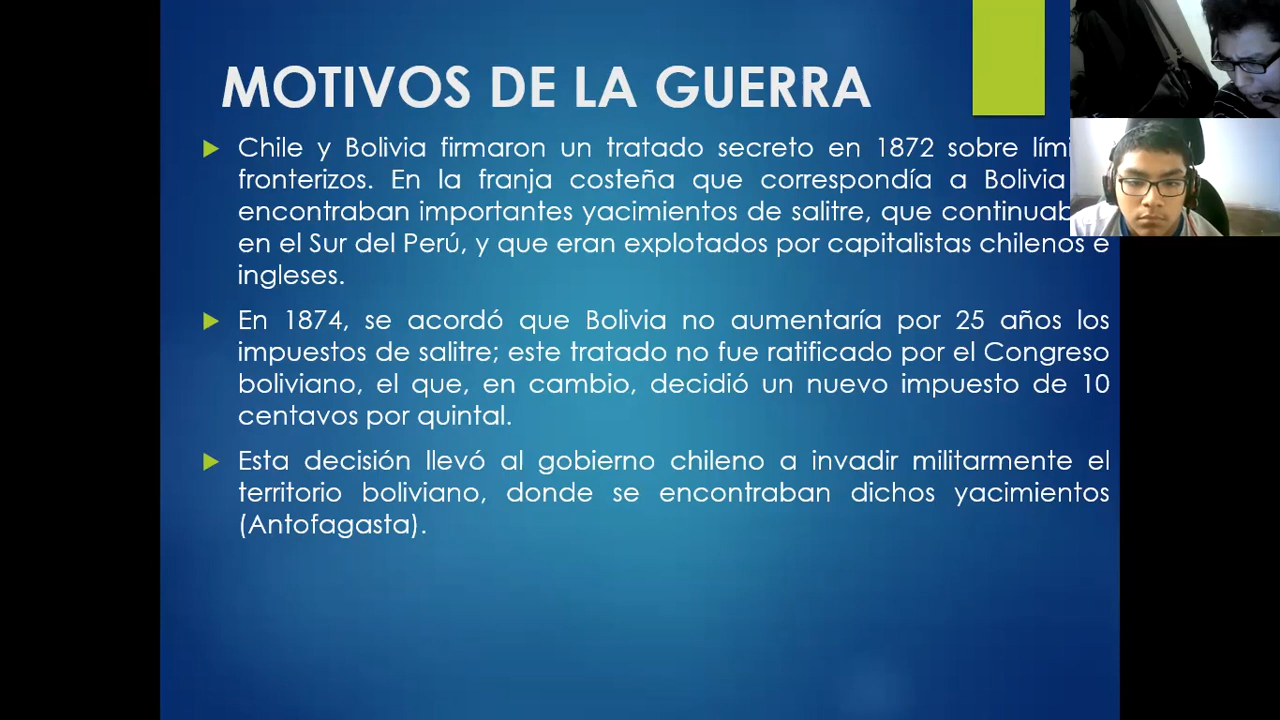 MOTIVOS DE LA GUERRA
Chile y Bolivia firmaron un tratado secreto en 1872 sobre
fronterizos. En la franja costeña que correspondía a Bolivia
encontraban importantes yacimientos de salitre, que
en el Sur del Perú, y que eran explotados por capitalistas chilenos e
ingleses.
En 1874, se acordó que Bolivia no aumentaría por 25 años los
impuestos de salitre; este tratado no fue ratificado por el Congreso
boliviano, el que, en cambio, decidió un nuevo impuesto de 10
centavos por quintal.
Esta decisión llevó al gobierno chileno a invadir militarmente el
territorio boliviano, donde se encontraban dichos yacimientos
(Antofagasta).